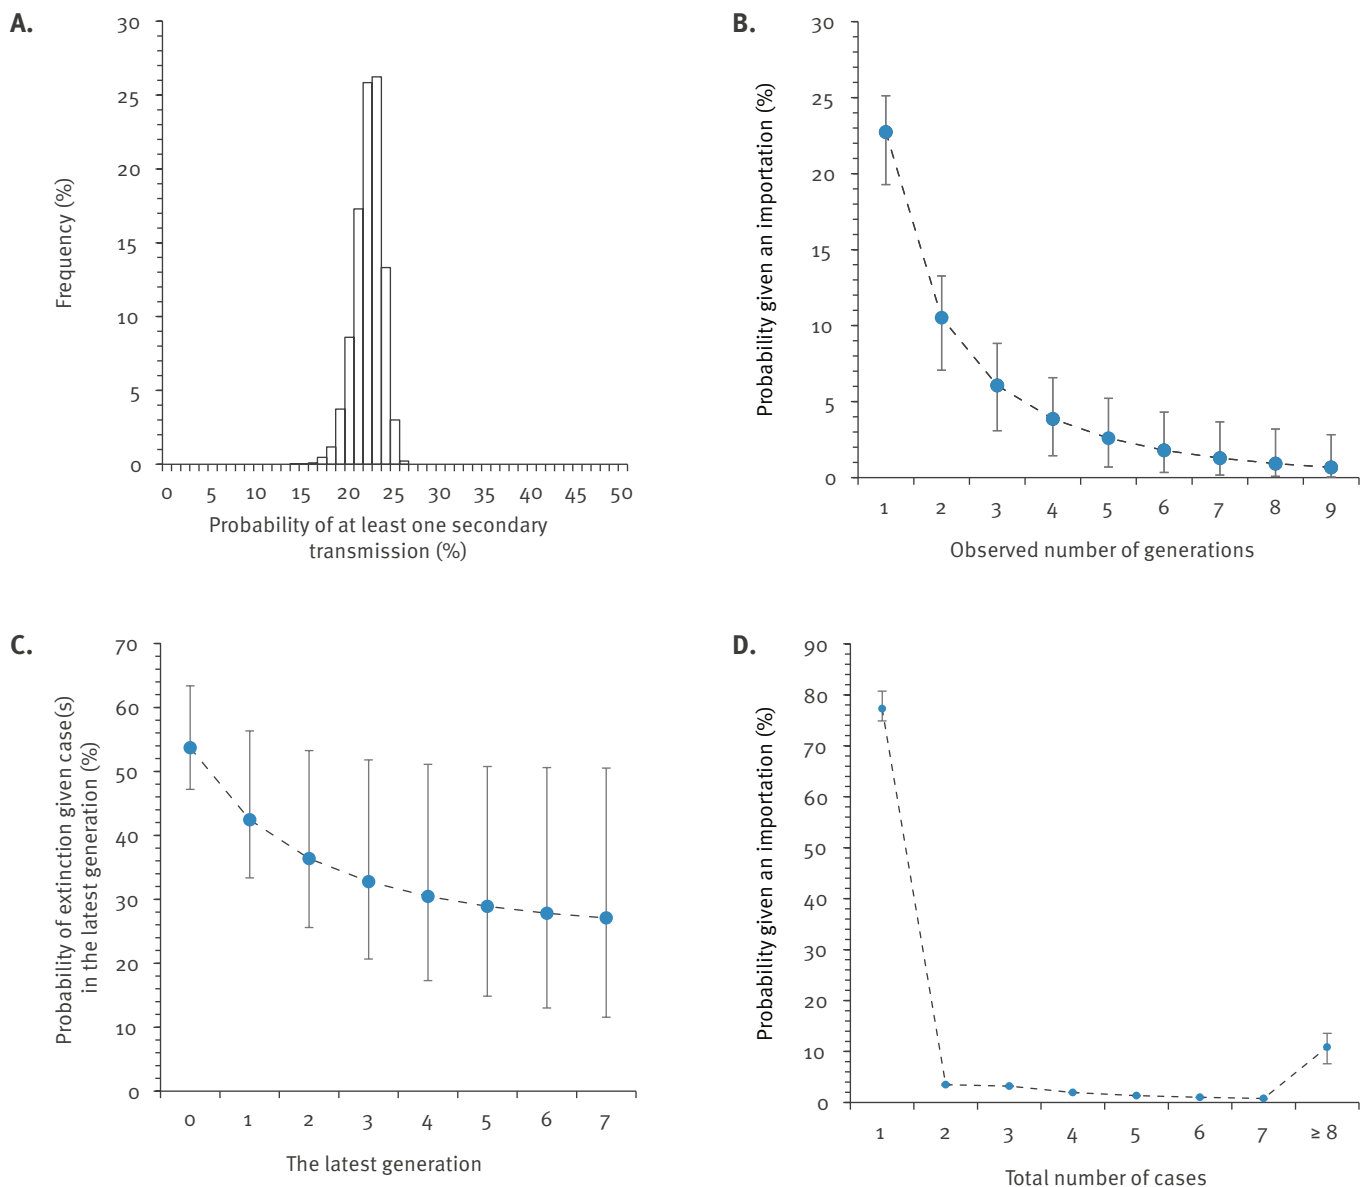 A.
30
25
20
15
10
5
0
Frequency (%)
0 5 10 15 20 25 30 35 40 45 50
Probability of at least one secondary
transmission (%)
B.
30
25
20
15
10
5
0
Probability given an importation (%)
1 2 3 4 5 6 7 8 9
Observed number of generations
C.
70
60
50
40
30
20
10
0
Probability of extinction given case(s)
in the latest generation (%)
0 1 2 3 4 5 6 7
The latest generation
D.
90
80
70
60
50
40
30
20
10
0
Probability given an importation (%)
1 2 3 4 5 6 7 ≥ 8
Total number of cases